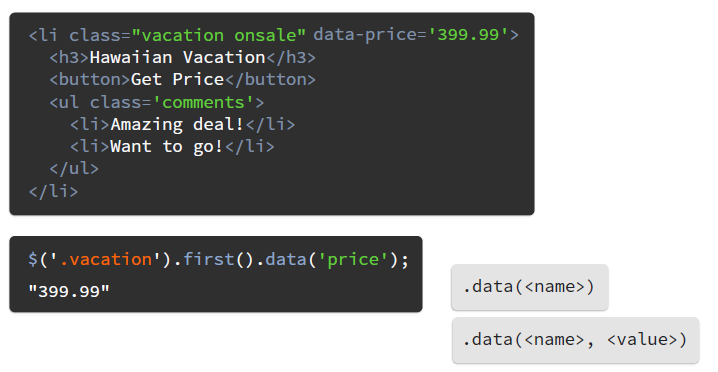 <li class="vacation onsale" data-price='399.99'>
  <h3>Hawaiian Vacation</h3>
  <button>Get Price</button>
  <ul class='comments'>
    <li>Amazing deal!</li>
    <li>Want to go!</li>
  </ul>
</li>
$('.vacation').first().data('price');
"399.99"
.data(<name>)
.data(<name>, <value>)